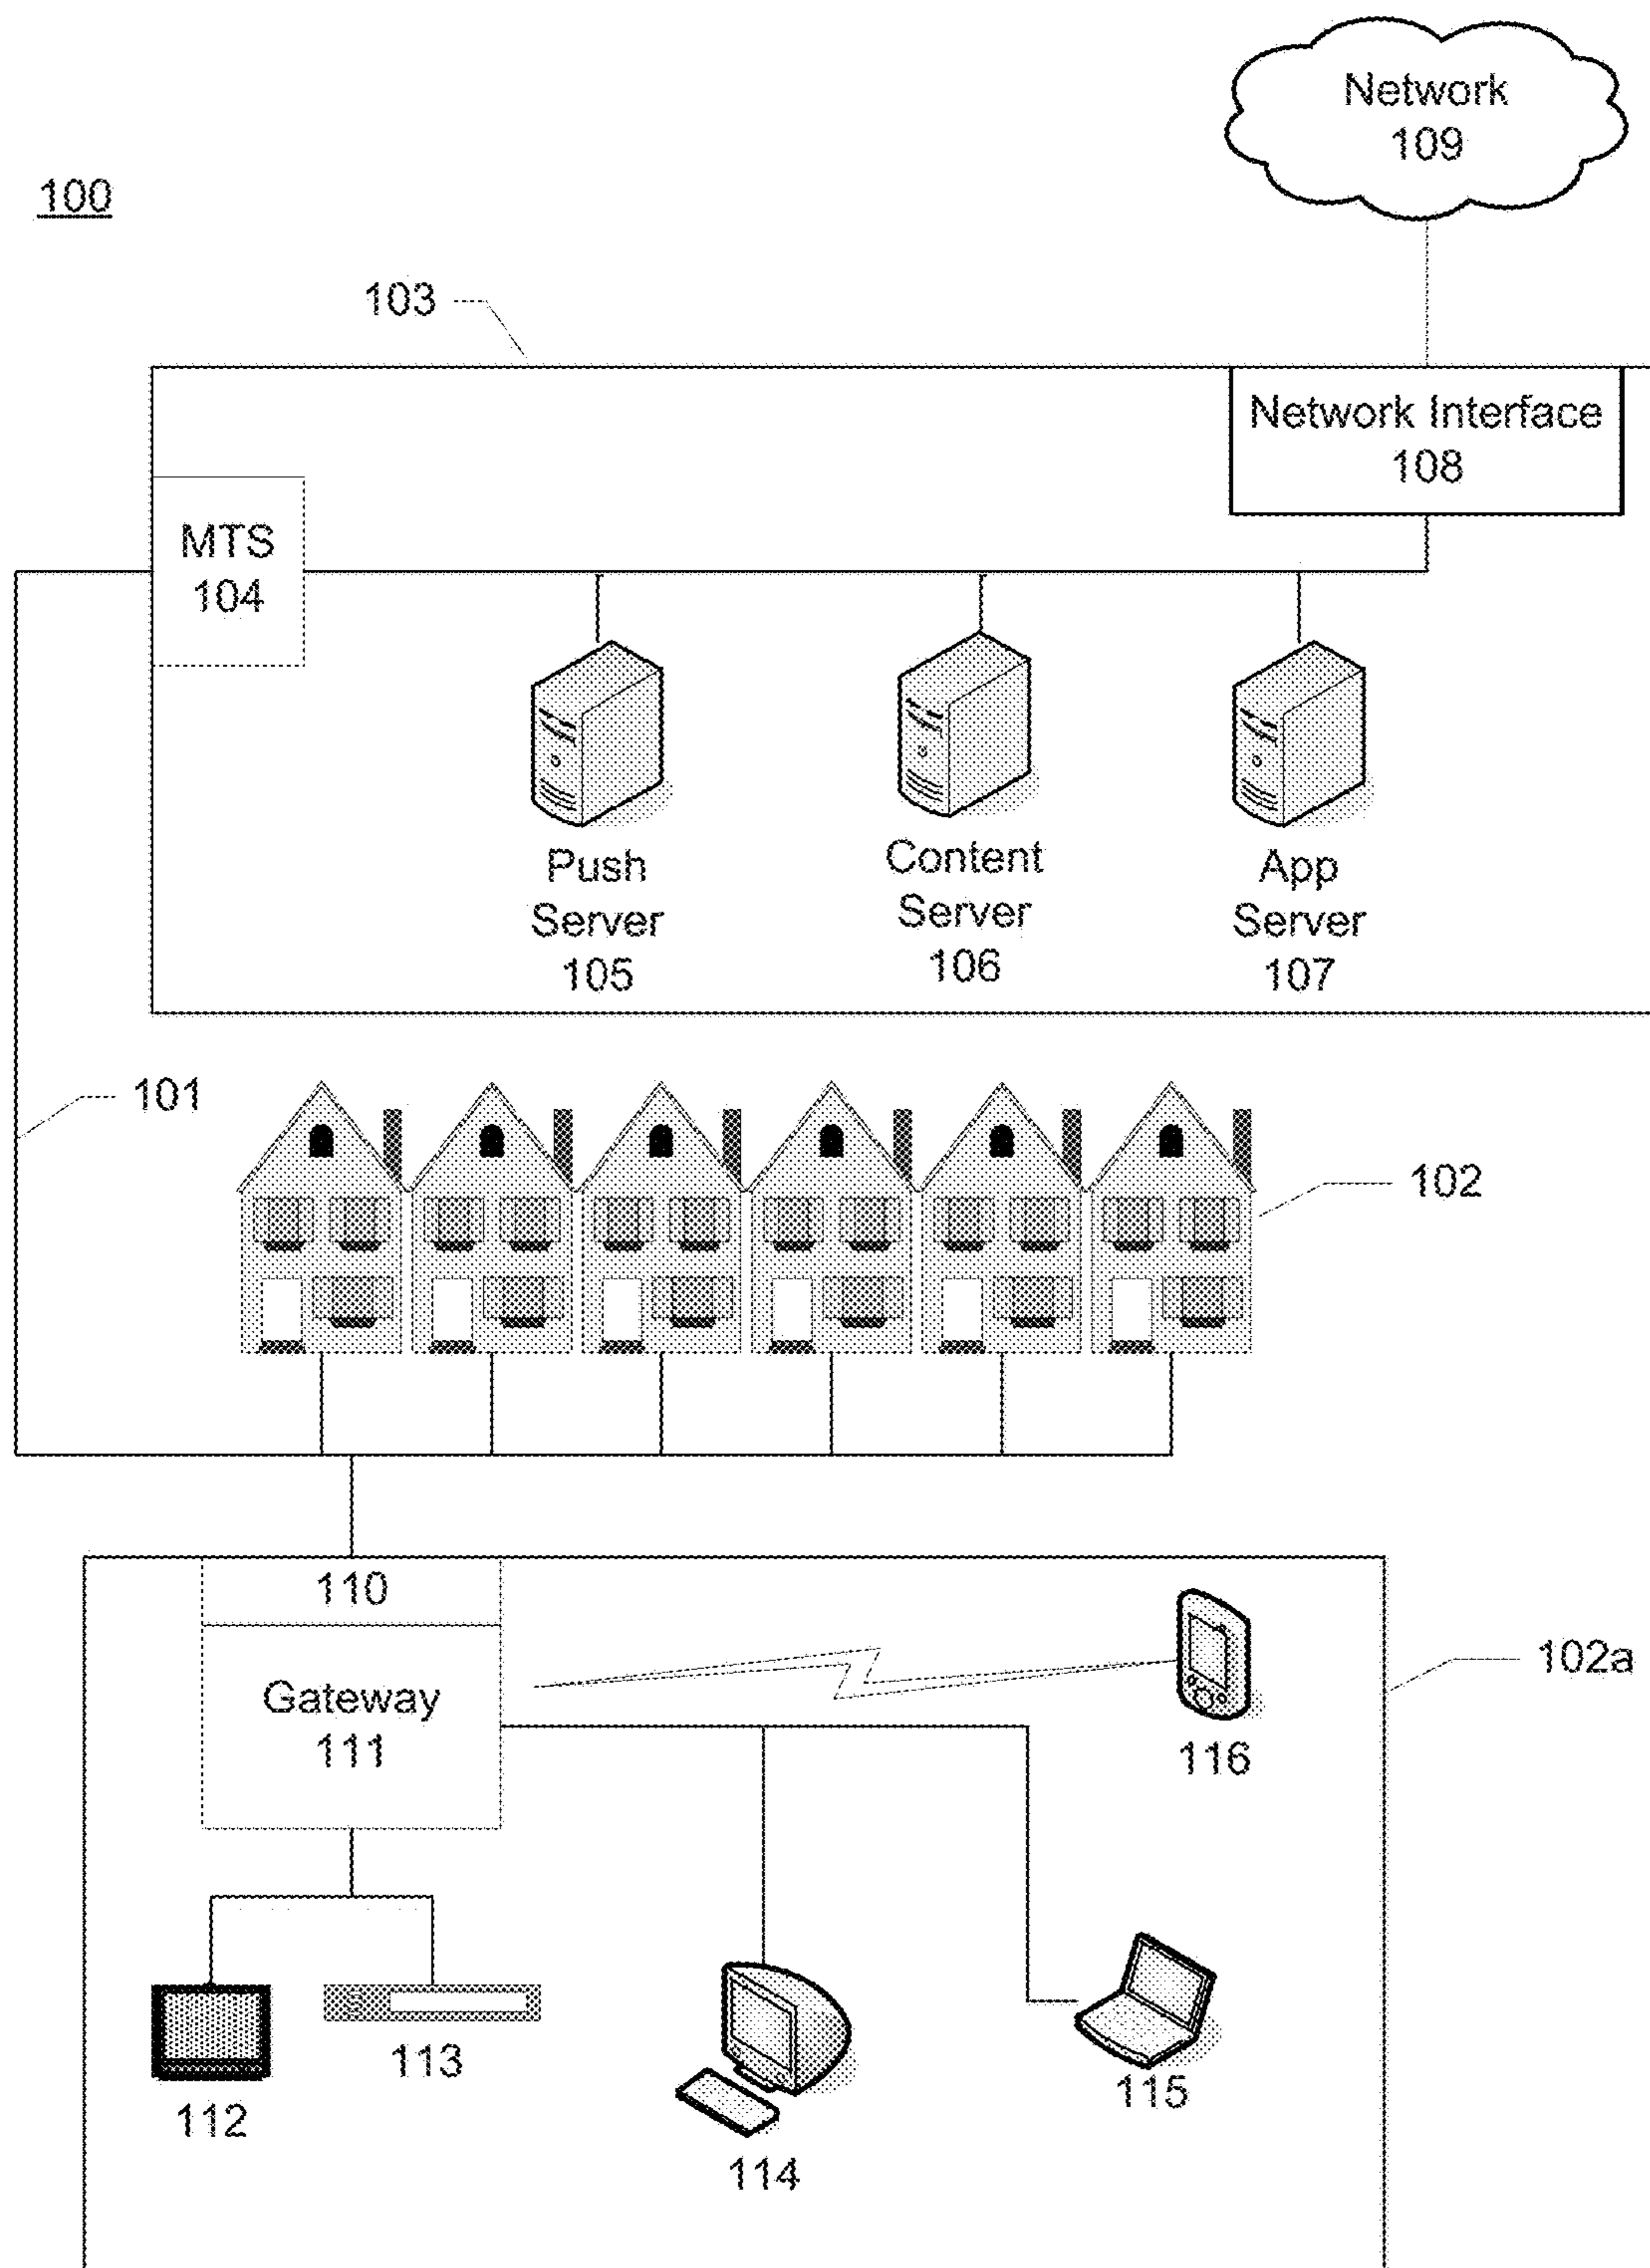 Network
109
100
103
Network Interface
108
MTS
104
Push
Server
105
Content
Server
106
App
Server
107
101
102
110
102a
Gateway
111
116
113
112
115
114